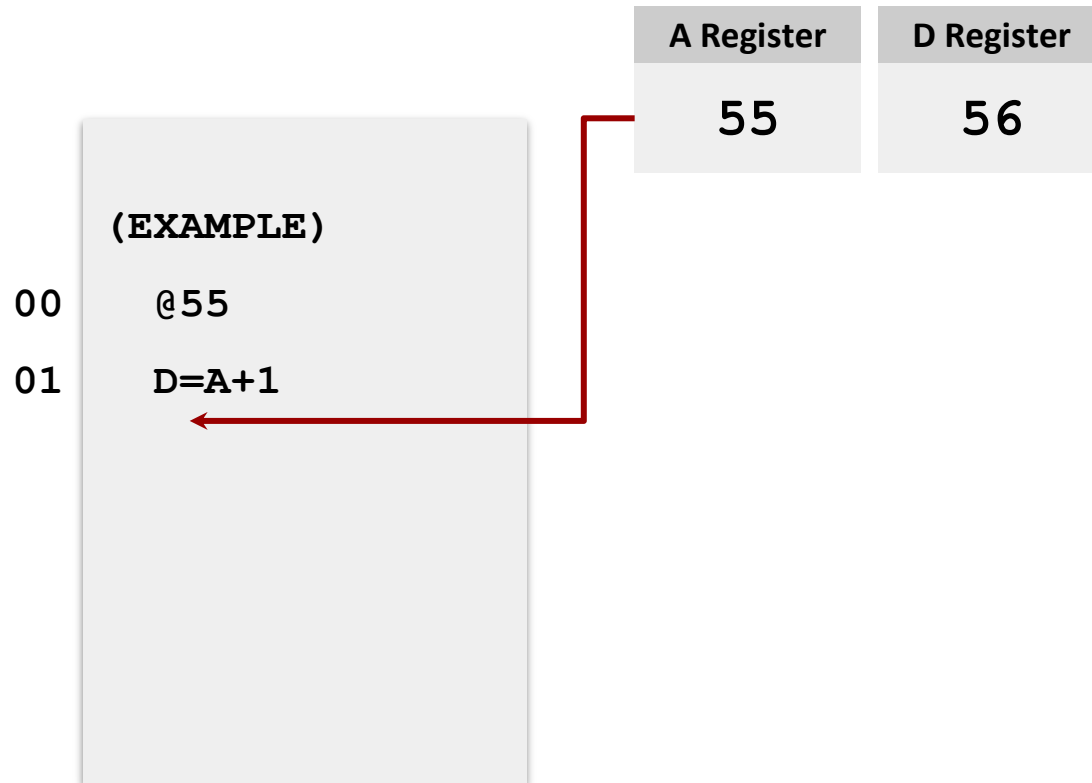 A Register D Register
55 56
(EXAMPLE)
00 @55
01 D=A+1